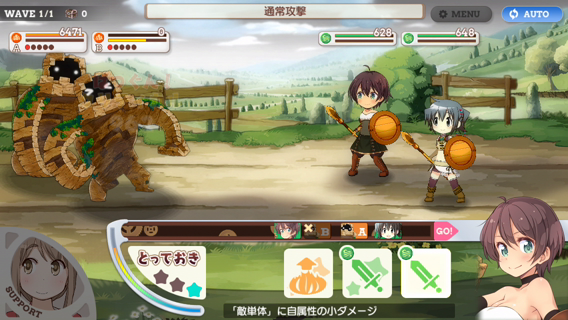 WAVE 1/1
0
通常攻撃
MENU
AUTO
6471
0
A
B
628
648
B
A
GO!
とっておき
SUPPORT
「敵単体」に自属性の小ダメージ